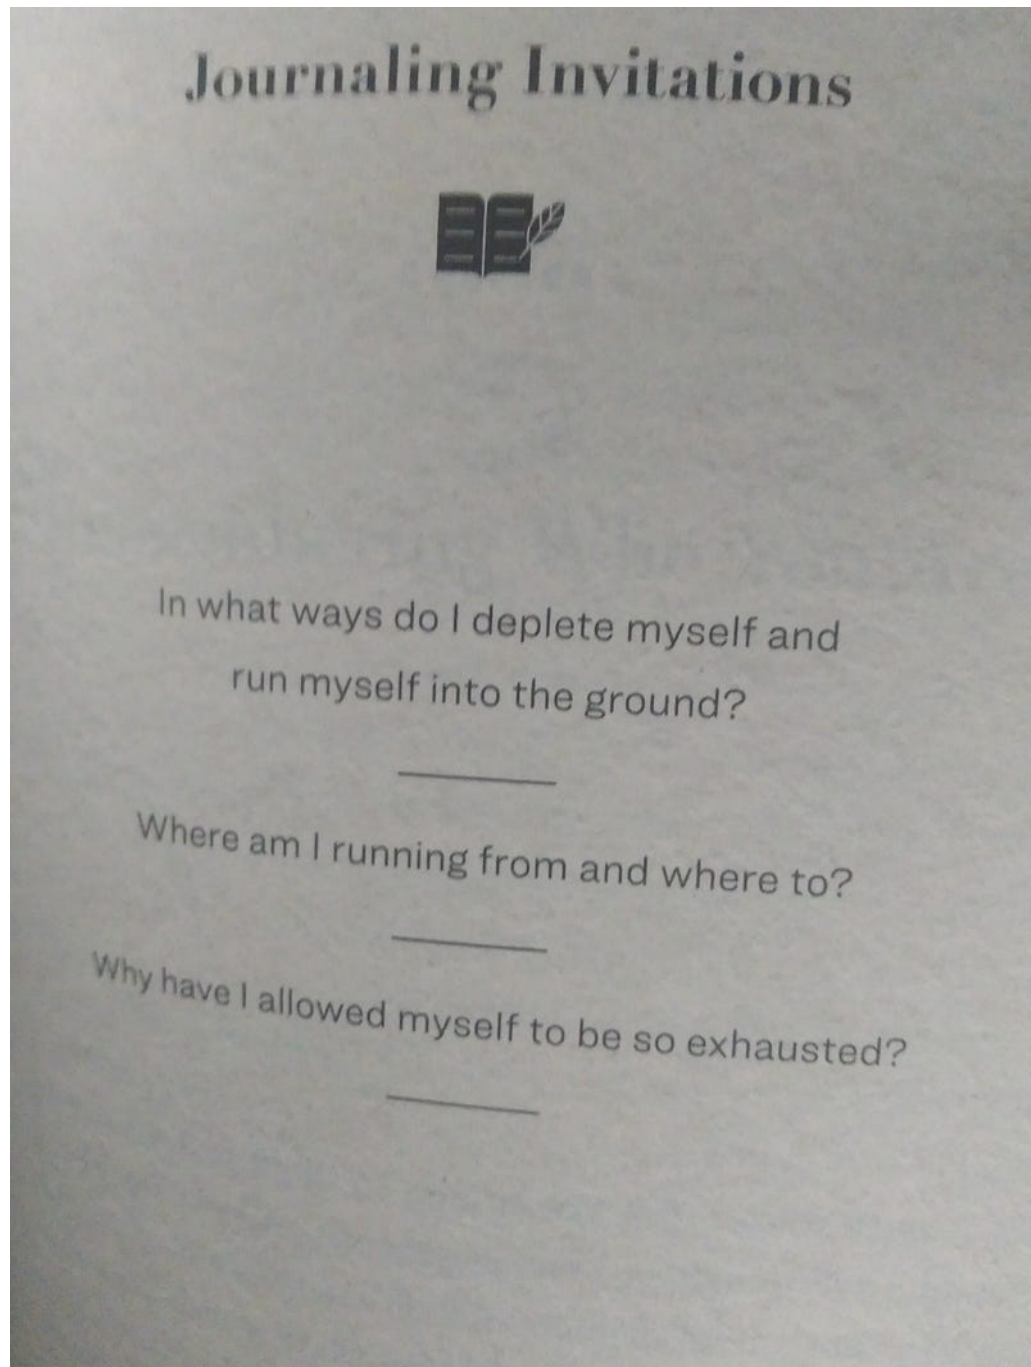 Journaling Invitations
In what ways do I deplete myself and
run myself into the ground?
Where am I running from and where to?
Why have I allowed myself to be so exhausted?